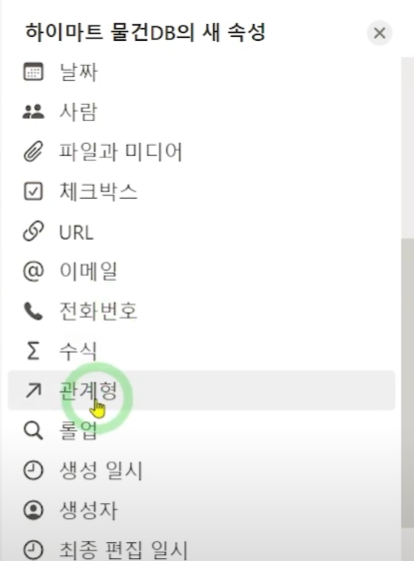 하이마트 물건DB의 새 속성
날짜
사람
파일과 미디어
체크박스
URL
이메일
전화번호
수식
관계형
롤업
생성 일시
생성자
최종 편집 일시